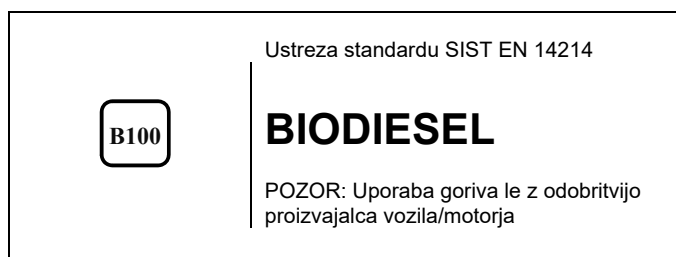 Ustreza standardu SIST EN 14214
B100
BIODIESEL
POZOR: Uporaba goriva le z odobritvijo
proizvajalca vozila/motorja